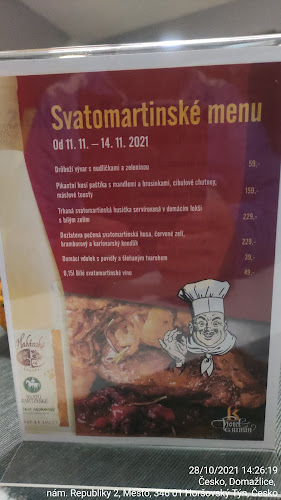 Svatomartinské menu
Od 11. 11. – 14. 11. 2021
Drůbeží vývar s nudličkami a zeleninou 59,-
Pikantní husí paštika s mandlemi a brusinkami, cibulové chutney,
máslové toasty 159,-
Trhaná svatomartinská husička servírovaná v domácím lokši
s bílým zelím 229,-
Dozlatova pečená svatomartinská husa, červené zelí,
bramborový a karlovarský knedlík 229,-
Domácí vdolek s povidly a šlehaným tvarohem 39,-
0,15l Bílé svatomartinské víno 49,-
Hotel
Gurmán
28/10/2021 14:26:19
Česko, Domažlice,
nám. Republiky 2, Město, 346 01 Horšovský Týn, Česko